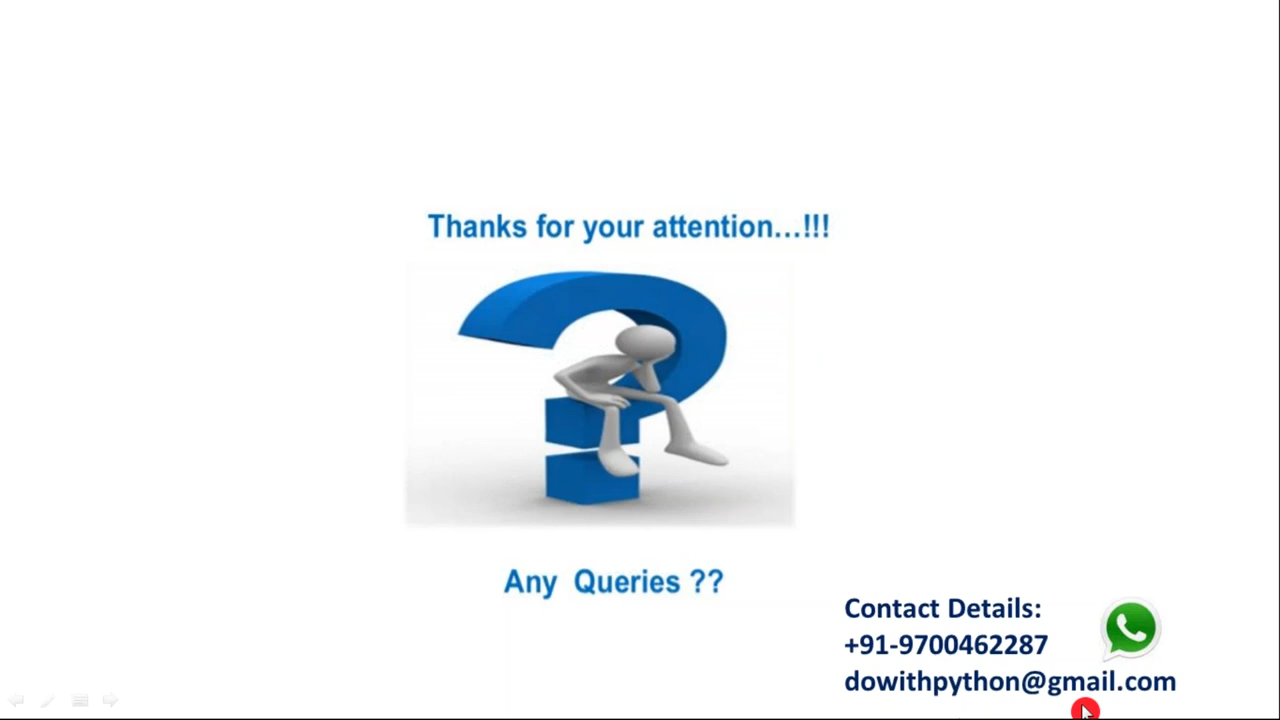 Thanks for your attention...!!!
Any Queries ??
Contact Details:
+91-9700462287
dowithpython@gmail.com